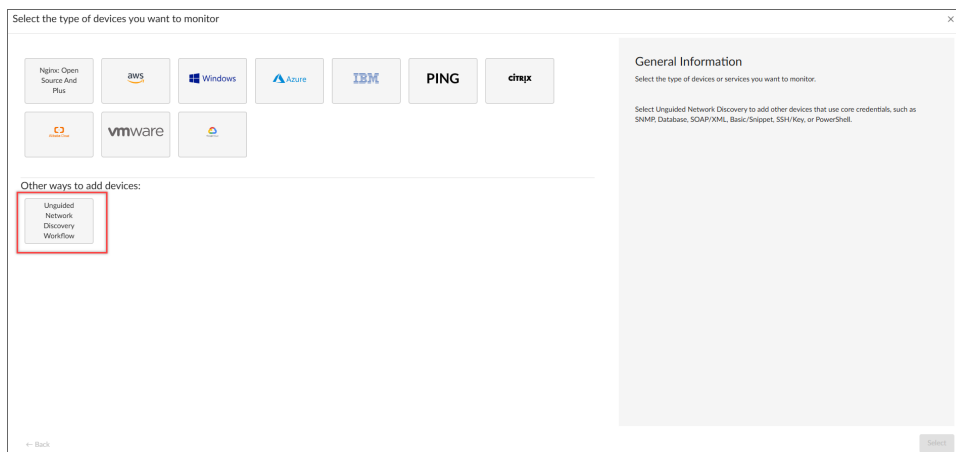 Select the type of devices you want to monitor
×
Nginx: Open
Source And
Plus
aws
Windows
Azure
IBM
PING
citrix
vmware
Other ways to add devices:
Unguided
Network
Discovery
Workflow
General Information
Select the type of devices or services you want to monitor.
Select Unguided Network Discovery to add other devices that use core credentials, such as
SNMP, Database, SOAP/XML, Basic/Snippet, SSH/Key, or PowerShell.
← Back
Select